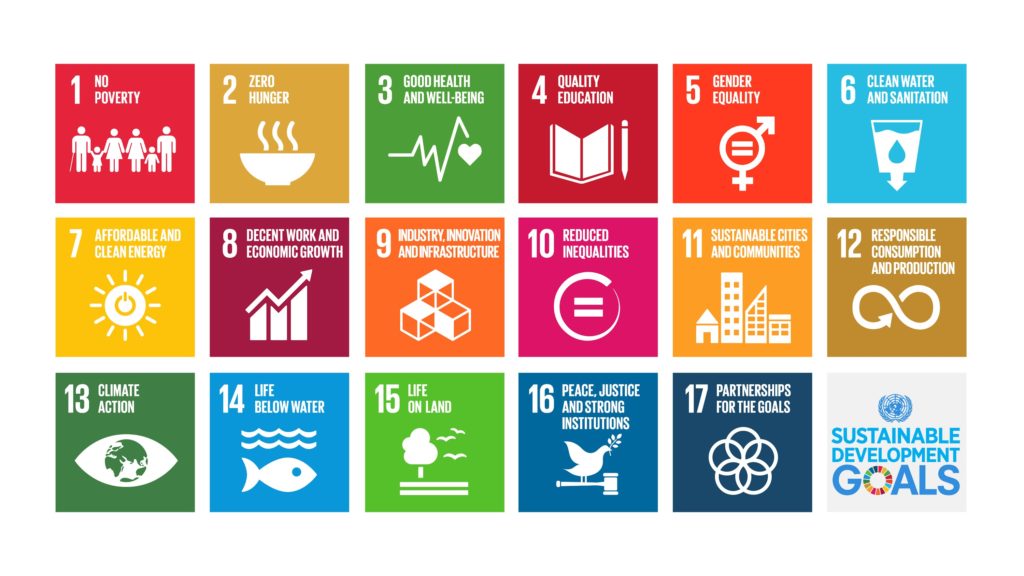 1 NO
POVERTY
2 ZERO
HUNGER
3 GOOD HEALTH
AND WELL-BEING
4 QUALITY
EDUCATION
5 GENDER
EQUALITY
6 CLEAN WATER
AND SANITATION
7 AFFORDABLE AND
CLEAN ENERGY
8 DECENT WORK AND
ECONOMIC GROWTH
9 INDUSTRY, INNOVATION
AND INFRASTRUCTURE
10 REDUCED
INEQUALITIES
11 SUSTAINABLE CITIES
AND COMMUNITIES
12 RESPONSIBLE
CONSUMPTION
AND PRODUCTION
13 CLIMATE
ACTION
14 LIFE
BELOW WATER
15 LIFE
ON LAND
16 PEACE, JUSTICE
AND STRONG
INSTITUTIONS
17 PARTNERSHIPS
FOR THE GOALS
SUSTAINABLE
DEVELOPMENT
GOALS